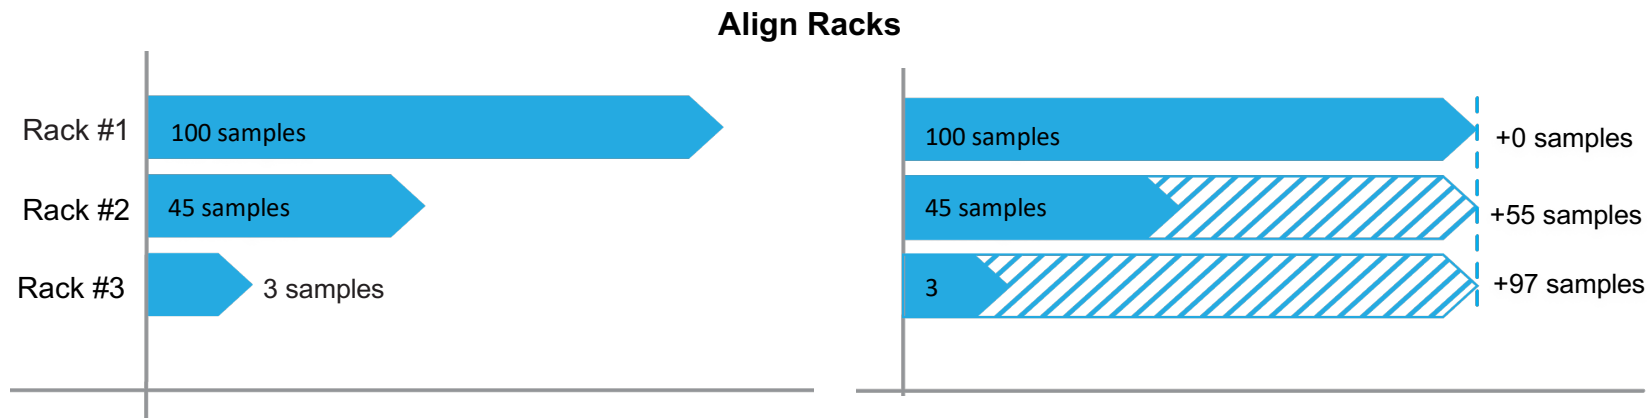 Align Racks
Rack #1
100 samples
Rack #2
45 samples
Rack #3
3 samples
100 samples
+0 samples
45 samples
+55 samples
3
+97 samples